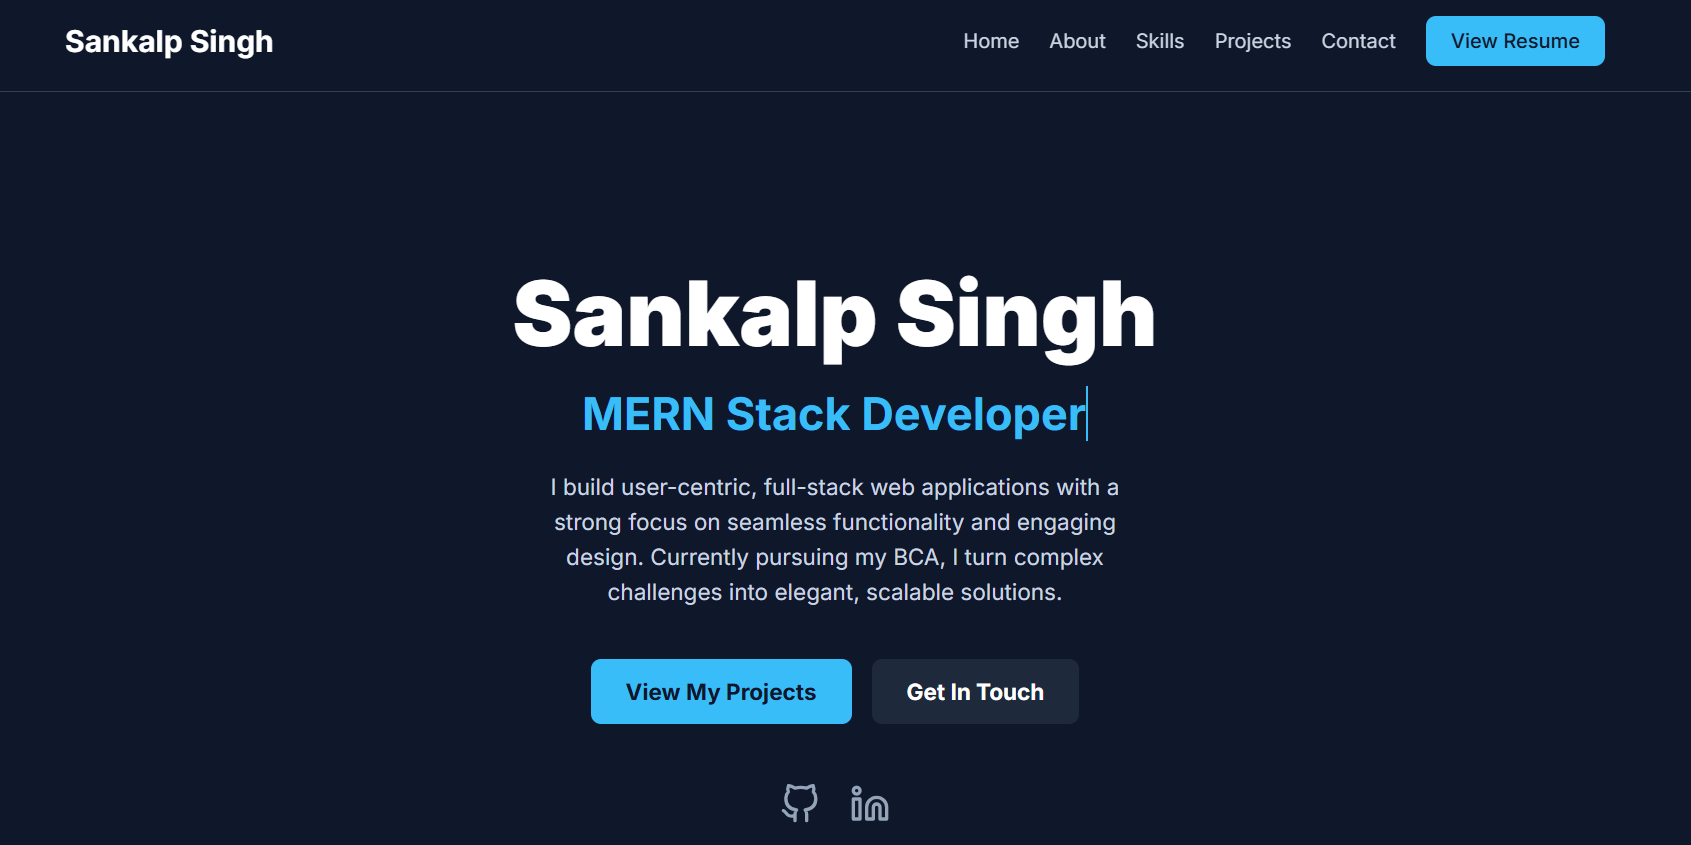 Sankalp Singh
Home About Skills Projects Contact View Resume
Sankalp Singh
MERN Stack Developer
I build user-centric, full-stack web applications with a
strong focus on seamless functionality and engaging
design. Currently pursuing my BCA, I turn complex
challenges into elegant, scalable solutions.
View My Projects Get In Touch